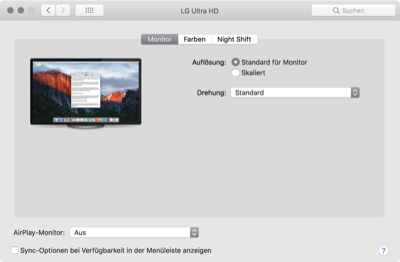 LG Ultra HD
Suchen
Monitor Farben Night Shift
Auflösung: Standard für Monitor
Skaliert
Drehung: Standard
AirPlay-Monitor: Aus
Sync-Optionen bei Verfügbarkeit in der Menüleiste anzeigen
?